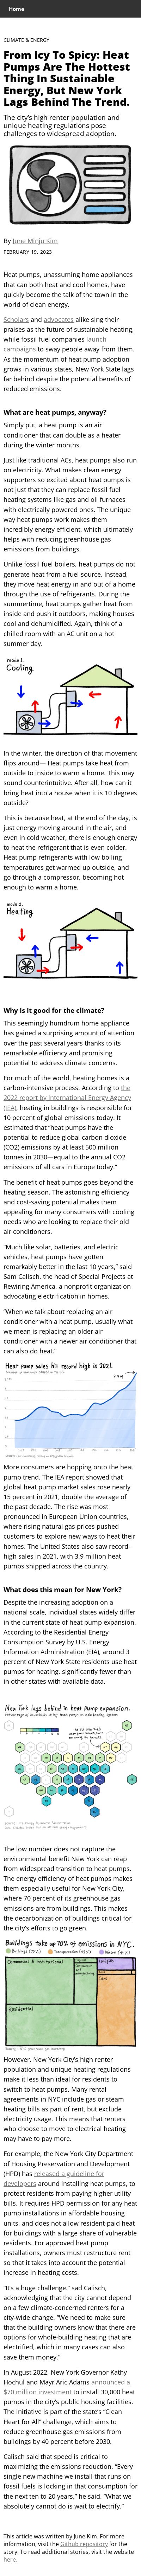 Home
CLIMATE & ENERGY
From Icy To Spicy: Heat
Pumps Are The Hottest
Thing In Sustainable
Energy, But New York
Lags Behind The Trend.
The city's high renter population and
unique heating regulations pose
challenges to widespread adoption.
By June Minju Kim
FEBRUARY 19, 2023
Heat pumps, unassuming home appliances
that can both heat and cool homes, have
quickly become the talk of the town in the
world of clean energy.
Scholars and advocates alike sing their
praises as the future of sustainable heating,
while fossil fuel companies launch
campaigns to sway people away from them.
As the momentum of heat pump adoption
grows in various states, New York State lags
far behind despite the potential benefits of
reduced emissions.
What are heat pumps, anyway?
Simply put, a heat pump is an air
conditioner that can double as a heater
during the winter months.
Just like traditional ACs, heat pumps also run
on electricity. What makes clean energy
supporters so excited about heat pumps is
not just that they can replace fossil fuel
heating systems like gas and oil furnaces
with electrically powered ones. The unique
way heat pumps work makes them
incredibly energy efficient, which ultimately
helps with reducing greenhouse gas
emissions from buildings.
Unlike fossil fuel boilers, heat pumps do not
generate heat from a fuel source. Instead,
they move heat energy in and out of a home
through the use of refrigerants. During the
summertime, heat pumps gather heat from
inside and push it outdoors, making homes
cool and dehumidified. Again, think of a
chilled room with an AC unit on a hot
summer day.
mode 1.
Cooling
In the winter, the direction of that movement
flips around— Heat pumps take heat from
outside to inside to warm a home. This may
sound counterintuitive. After all, how can it
bring heat into a house when it is 10 degrees
outside?
This is because heat, at the end of the day, is
just energy moving around in the air, and
even in cold weather, there is enough energy
to heat the refrigerant that is even colder.
Heat pump refrigerants with low boiling
temperatures get warmed up outside, and
go through a compressor, becoming hot
enough to warm a home.
mode 2.
Heating
Why is it good for the climate?
This seemingly humdrum home appliance
has gained a surprising amount of attention
over the past several years thanks to its
remarkable efficiency and promising
potential to address climate concerns.
For much of the world, heating homes is a
carbon-intensive process. According to the
2022 report by International Energy Agency
(IEA), heating in buildings is responsible for
10 percent of global emissions today. It
estimated that "heat pumps have the
potential to reduce global carbon dioxide
(CO2) emissions by at least 500 million
tonnes in 2030—equal to the annual CO2
emissions of all cars in Europe today."
The benefit of heat pumps goes beyond the
heating season. The astonishing efficiency
and cost-saving potential makes them
appealing for many consumers with cooling
needs who are looking to replace their old
air conditioners.
"Much like solar, batteries, and electric
vehicles, heat pumps have gotten
remarkably better in the last 10 years," said
Sam Calisch, the head of Special Projects at
Rewiring America, a nonprofit organization
advocating electrification in homes.
"When we talk about replacing an air
conditioner with a heat pump, usually what
we mean is replacing an older air
conditioner with a newer air conditioner that
can also do heat."
Heat pump sales hit record high in 2021.
More consumers are hopping onto the heat
pump trend. The IEA report showed that
global heat pump market sales rose nearly
15 percent in 2021, double the average of
the past decade. The rise was most
pronounced in European Union countries,
where rising natural gas prices pushed
customers to explore new ways to heat their
homes. The United States also saw record-
high sales in 2021, with 3.9 million heat
pumps shipped across the country.
What does this mean for New York?
Despite the increasing adoption on a
national scale, individual states widely differ
in the current state of heat pump expansion.
According to the Residential Energy
Consumption Survey by U.S. Energy
Information Administration (EIA), around 3
percent of New York State residents use heat
pumps for heating, significantly fewer than
in other states with available data.
New York lags behind in heat pump expansion.
The low number does not capture the
environmental benefit New York can reap
from widespread transition to heat pumps.
The energy efficiency of heat pumps makes
them especially useful for New York City,
where 70 percent of its greenhouse gas
emissions are from buildings. This makes
the decarbonization of buildings critical for
the city's efforts to go green.
Buildings take up 70% of emissions in NYC.
Commercial & Institutional
Residential
However, New York City's high renter
population and unique heating regulations
make it less than ideal for residents to
switch to heat pumps. Many rental
agreements in NYC include gas or steam
heating bills as part of rent, but exclude
electricity usage. This means that renters
who choose to move to electrical heating
may have to pay more.
For example, the New York City Department
of Housing Preservation and Development
(HPD) has released a guideline for
developers around installing heat pumps, to
protect residents from paying higher utility
bills. It requires HPD permission for any heat
pump installations for affordable housing
units, and does not allow resident paid heat
for buildings with a large share of vulnerable
residents. For approved heat pump
installations, owners must restructure rent
so that it takes into account the potential
increase in heating costs.
"It's a huge challenge." sad Calisch,
acknowledging that the city cannot depend
on a few climate-concerned renters for a
city-wide change. "We need to make sure
that the building owners know that there are
options for whole-building heating that are
electrified, which in many cases can also
save them money."
In August 2022, New York Governor Kathy
Hochul and Mayr Aric Adams announced a
$70 million investment to install 30,000 heat
pumps in the city's public housing facilities.
The initiative is part of the state's "Clean
Heart for All" challenge, which aims to
reduce greenhouse gas emissions from
buildings by 40 percent before 2030.
Calisch said that speed is critical to
maximizing the emissions reduction. "Every
single new machine we install that runs on
fossil fuels is locking in that consumption for
the next ten to 20 years," he said. "What we
absolutely cannot do is wait to electrify."
This article was written by June Kim. For more
information, visit the Github repository for the
story. To read additional stories, visit the website
here.